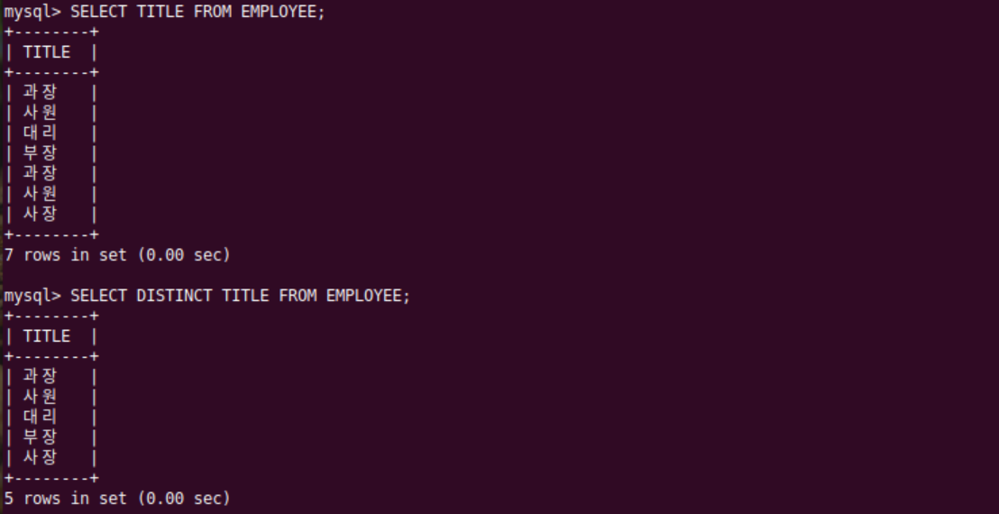 mysql> SELECT TITLE FROM EMPLOYEE;
+--------+
| TITLE  |
+--------+
| 과장   |
| 사원   |
| 대리   |
| 부장   |
| 과장   |
| 사원   |
| 사장   |
+--------+
7 rows in set (0.00 sec)

mysql> SELECT DISTINCT TITLE FROM EMPLOYEE;
+--------+
| TITLE  |
+--------+
| 과장   |
| 사원   |
| 대리   |
| 부장   |
| 사장   |
+--------+
5 rows in set (0.00 sec)